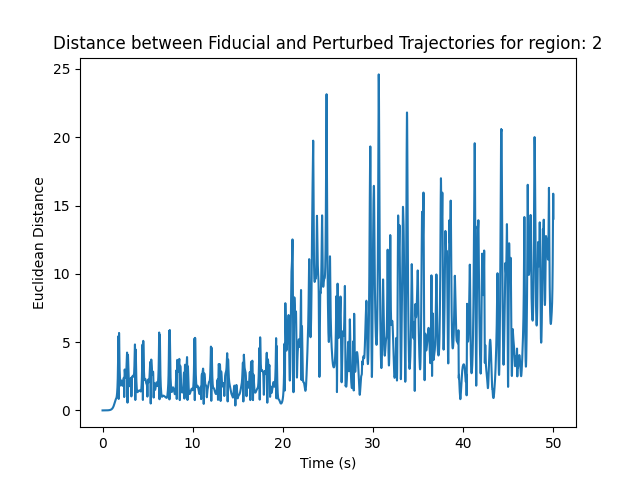 Distance between Fiducial and Perturbed Trajectories for region: 2
25
20
15
10
5
0
Euclidean Distance
0 10 20 30 40 50
Time (s)